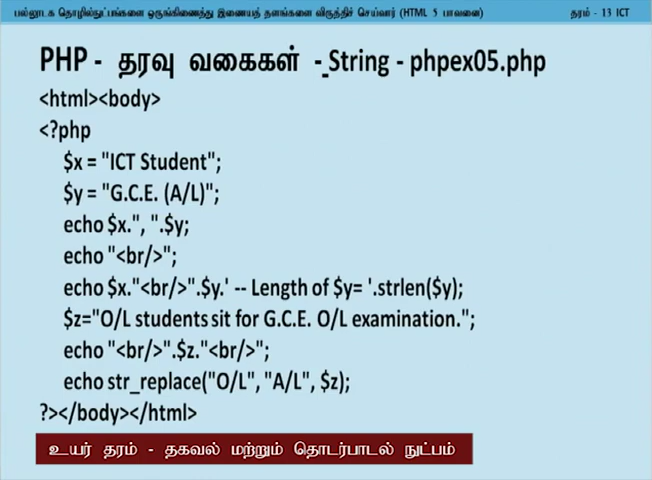 பல்லூடக தொழில்நுட்பங்களை ஒருங்கிணைத்து இணையத் தளங்களை விருத்திச் செய்வார் (HTML 5 பாவனை) தரம் - 13 ICT
PHP - தரவு வகைகள் - String - phpex05.php
<html><body>
<?php
$x = "ICT Student";
$y = "G.C.E. (A/L)";
echo $x.", ".$y;
echo "<br/>";
echo $x."<br/>".$y.' -- Length of $y= '.strlen($y);
$z="O/L students sit for G.C.E. O/L examination.";
echo "<br/>".$z."<br/>";
echo str_replace("O/L", "A/L", $z);
?></body></html>
உயர் தரம் - தகவல் மற்றும் தொடர்பாடல் நுட்பம்